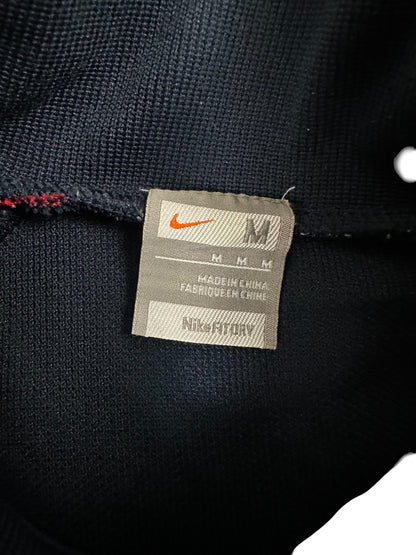 M
M M M
MADE IN CHINA
FABRIQUE EN CHINE
Nike FIT DRY